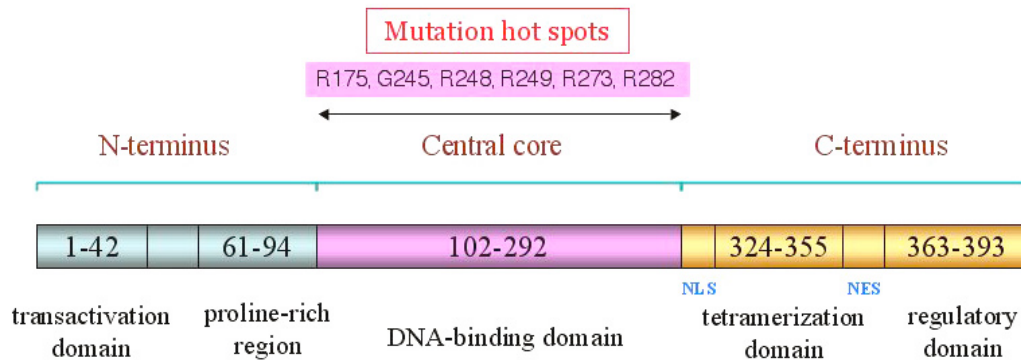 Mutation hot spots
R175, G245, R248, R249, R273, R282
N-terminus
Central core
C-terminus
1-42
61-94
102-292
324-355
363-393
NLS
NES
transactivation
domain
proline-rich
region
DNA-binding domain
tetramerization
domain
regulatory
domain